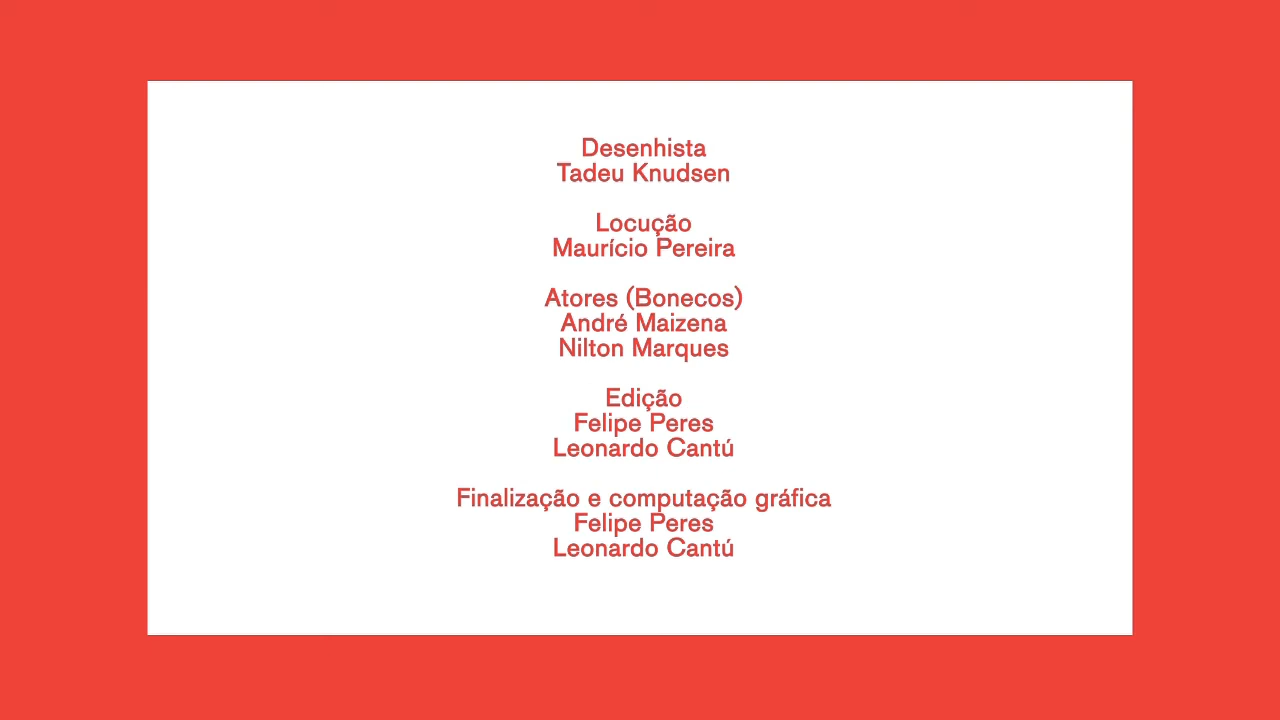 Desenhista
Tadeu Knudsen
Locução
Maurício Pereira
Atores (Bonecos)
André Maizena
Nilton Marques
Edição
Felipe Peres
Leonardo Cantú
Finalização e computação gráfica
Felipe Peres
Leonardo Cantú